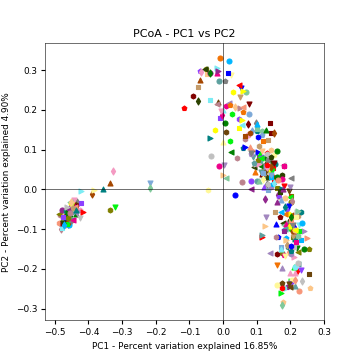 PCoA - PC1 vs PC2
PC2 - Percent variation explained 4.90%
0.3
0.2
0.1
0.0
−0.1
−0.2
−0.3
−0.5 −0.4 −0.3 −0.2 −0.1 0.0 0.1 0.2 0.3
PC1 - Percent variation explained 16.85%